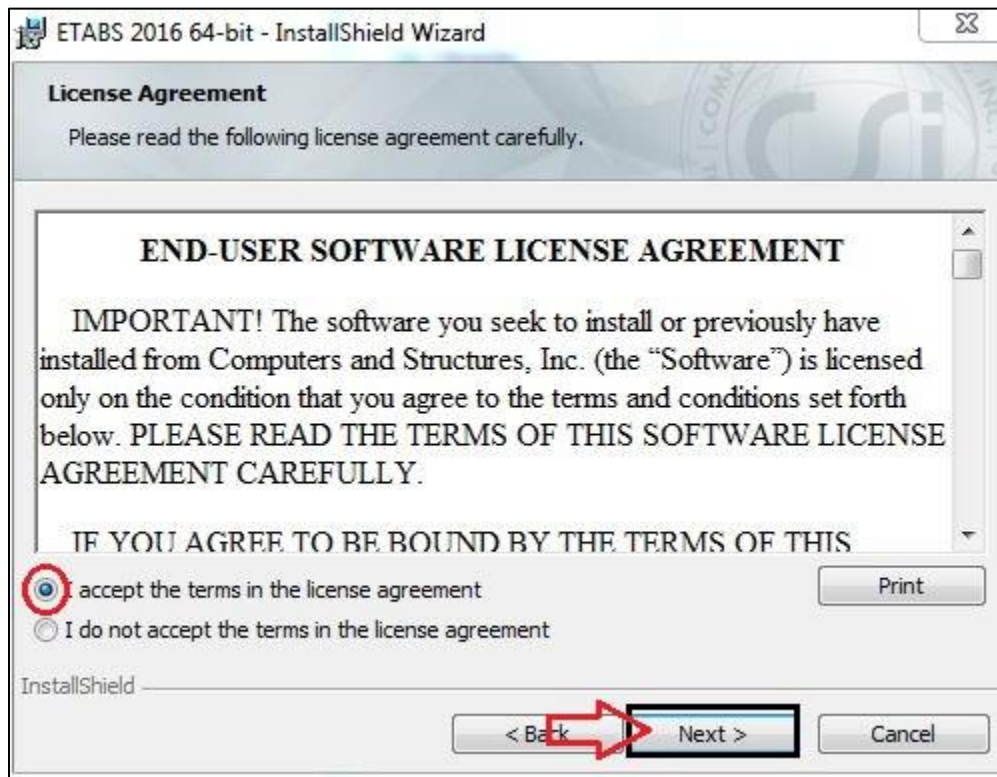 ETABS 2016 64-bit - InstallShield Wizard
License Agreement
Please read the following license agreement carefully.
CSi
END-USER SOFTWARE LICENSE AGREEMENT
IMPORTANT! The software you seek to install or previously have
installed from Computers and Structures, Inc. (the “Software”) is licensed
only on the condition that you agree to the terms and conditions set forth
below. PLEASE READ THE TERMS OF THIS SOFTWARE LICENSE
AGREEMENT CAREFULLY.
IF YOU AGREE TO BE BOUND BY THE TERMS OF THIS
I accept the terms in the license agreement
Print
I do not accept the terms in the license agreement
InstallShield
< Back
Next >
Cancel